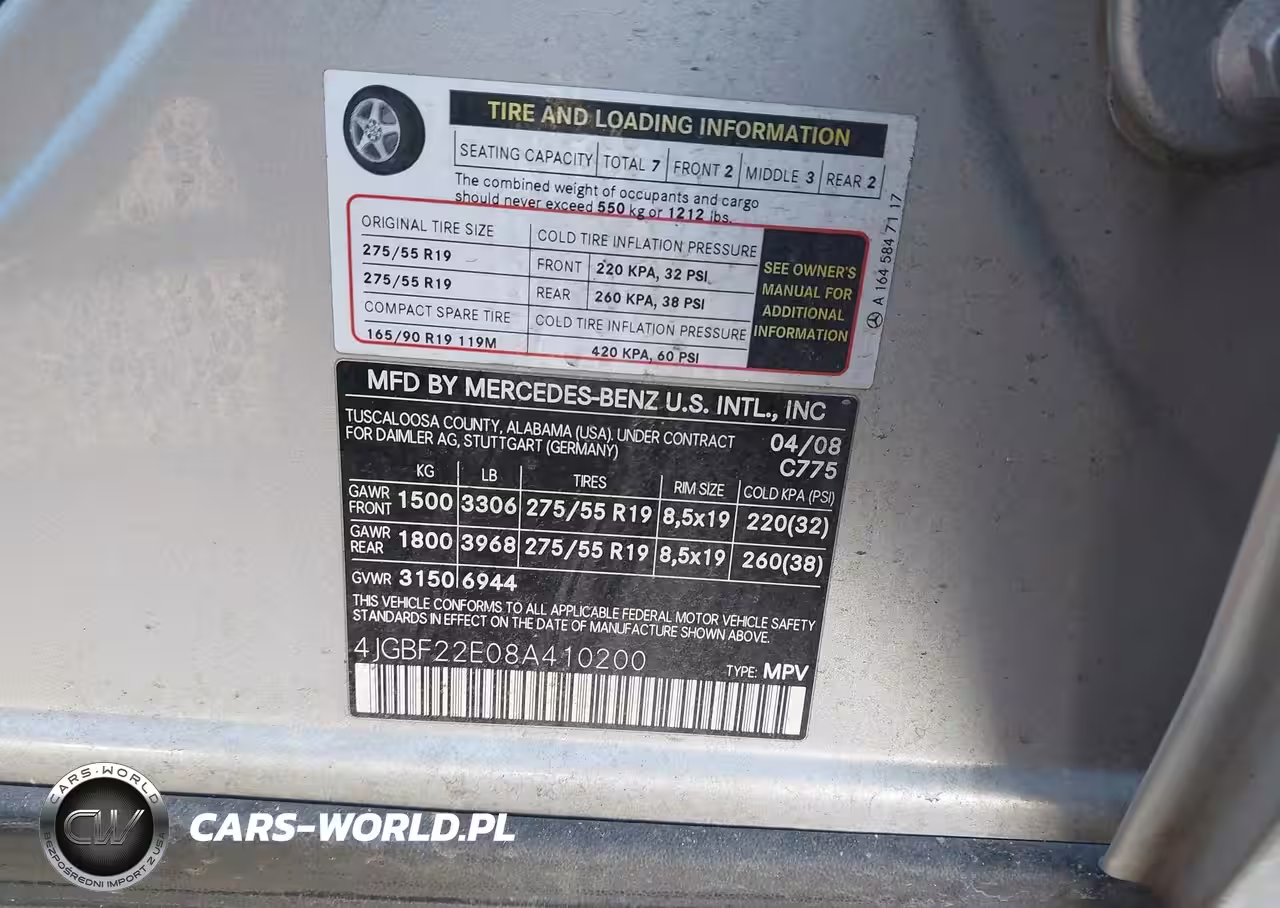 TIRE AND LOADING INFORMATION
SEATING CAPACITY TOTAL 7 FRONT 2 MIDDLE 3 REAR 2
The combined weight of occupants and cargo
should never exceed 550 kg or 1212 lbs.
ORIGINAL TIRE SIZE COLD TIRE INFLATION PRESSURE
275/55 R19 FRONT 220 KPA, 32 PSI
275/55 R19 REAR 260 KPA, 38 PSI
COMPACT SPARE TIRE COLD TIRE INFLATION PRESSURE
165/90 R19 119M 420 KPA, 60 PSI
SEE OWNER'S
MANUAL FOR
ADDITIONAL
INFORMATION
A 164 584 71 17
MFD BY MERCEDES-BENZ U.S. INTL., INC
TUSCALOOSA COUNTY, ALABAMA (USA). UNDER CONTRACT
FOR DAIMLER AG, STUTTGART (GERMANY)
04/08
C775
KG LB TIRES RIM SIZE COLD KPA (PSI)
GAWR FRONT 1500 3306 275/55 R19 8,5x19 220(32)
GAWR REAR 1800 3968 275/55 R19 8,5x19 260(38)
GVWR 3150 6944
THIS VEHICLE CONFORMS TO ALL APPLICABLE FEDERAL MOTOR VEHICLE SAFETY
STANDARDS IN EFFECT ON THE DATE OF MANUFACTURE SHOWN ABOVE.
4JGBF22E08A410200
TYPE: MPV
CARS-WORLD
CW
BEZPOŚREDNI IMPORT Z USA
CARS-WORLD.PL